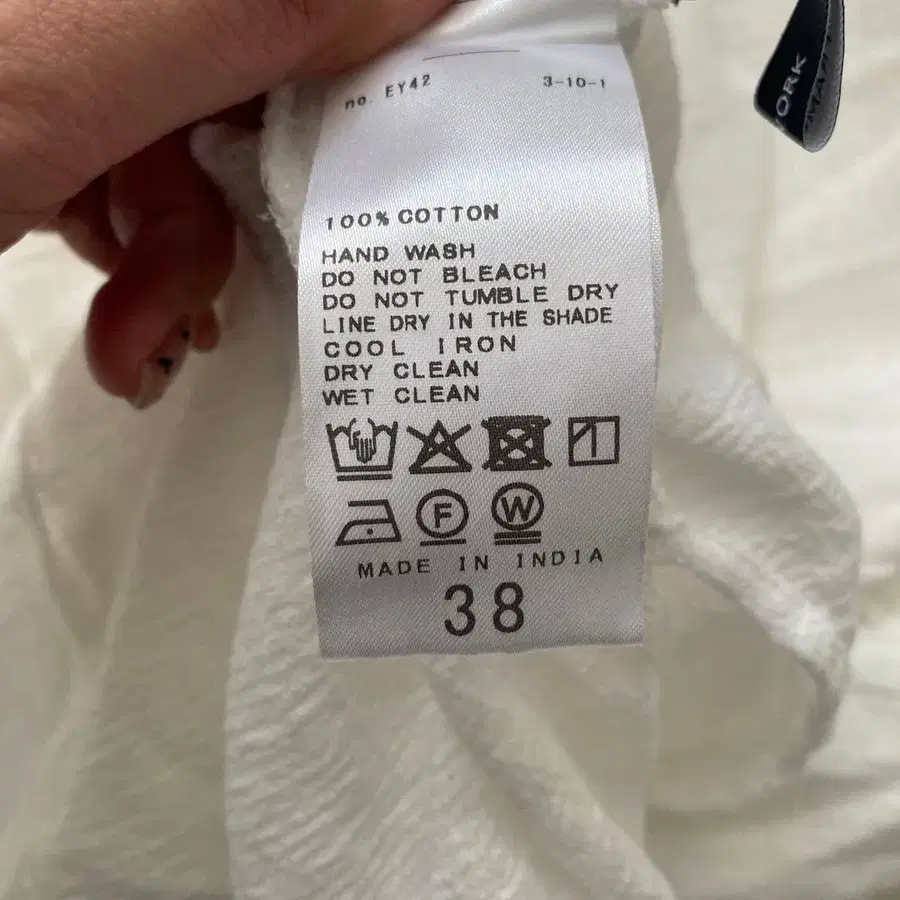 no. EY42 3-10-1
100% COTTON
HAND WASH
DO NOT BLEACH
DO NOT TUMBLE DRY
LINE DRY IN THE SHADE
COOL IRON
DRY CLEAN
WET CLEAN
F W
MADE IN INDIA
38
YORK